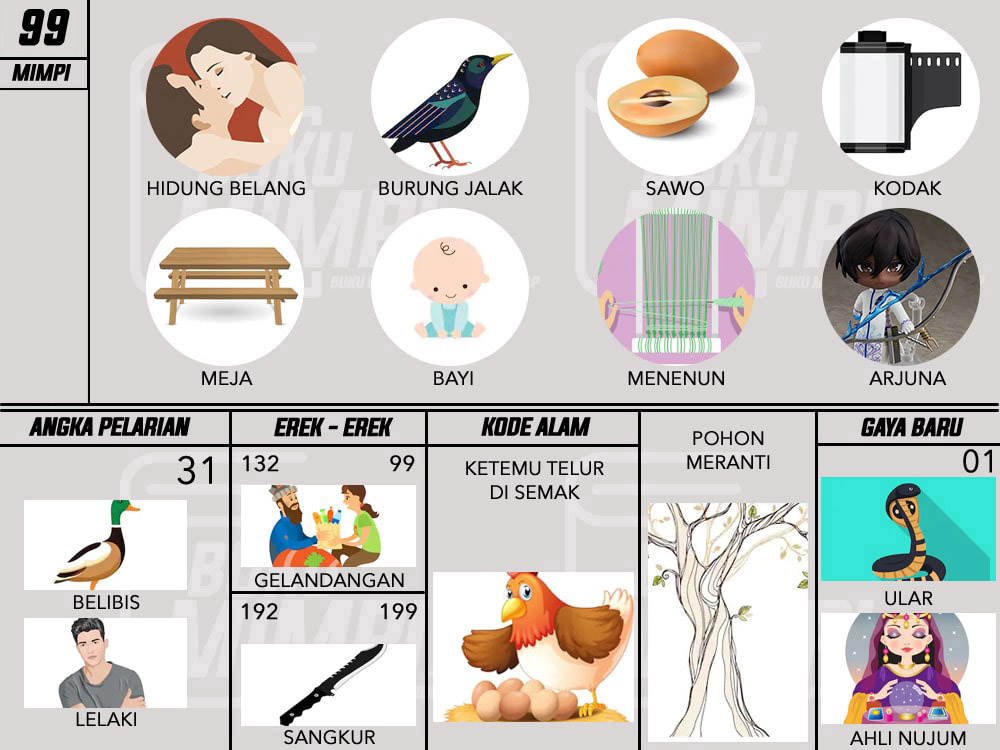 99
MIMPI
HIDUNG BELANG
BURUNG JALAK
SAWO
KODAK
MEJA
BAYI
MENENUN
ARJUNA
ANGKA PELARIAN
31
BELIBIS
LELAKI
EREK - EREK
132 99
GELANDANGAN
192 199
SANGKUR
KODE ALAM
KETEMU TELUR
DI SEMAK
POHON
MERANTI
GAYA BARU
01
ULAR
AHLI NUJUM